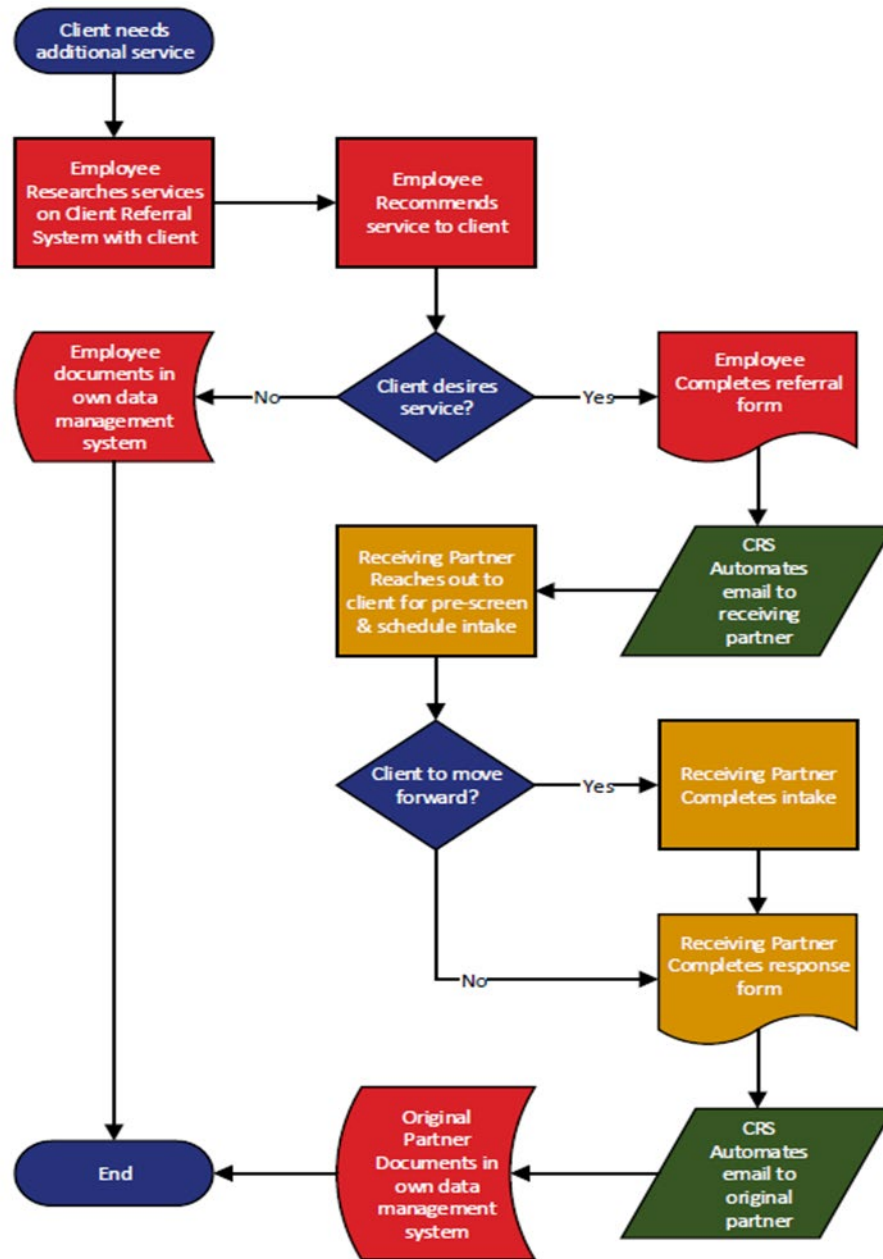 Client needs
additional service
Employee
Researches services
on Client Referral
System with client
Employee
Recommends
service to client
Employee
documents in
own data
management
system
No
Client desires
service?
Yes
Employee
Completes referral
form
Receiving Partner
Reaches out to
client for pre-screen
& schedule intake
CRS
Automates
email to
receiving
partner
Client to move
forward?
Yes
Receiving Partner
Completes intake
No
Receiving Partner
Completes response
form
End
Original
Partner
Documents in
own data
management
system
CRS
Automates
email to
original
partner